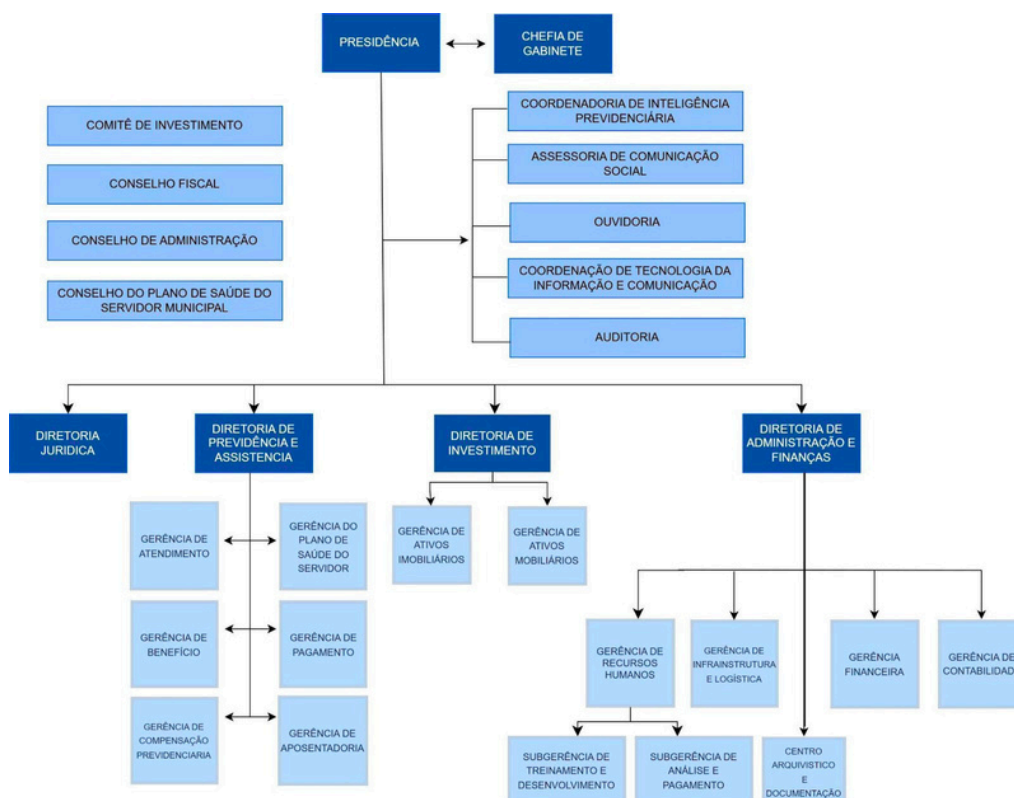 PRESIDÊNCIA
CHEFIA DE
GABINETE
COMITÊ DE INVESTIMENTO
CONSELHO FISCAL
CONSELHO DE ADMINISTRAÇÃO
CONSELHO DO PLANO DE SAÚDE DO
SERVIDOR MUNICIPAL
COORDENADORIA DE INTELIGÊNCIA
PREVIDENCIÁRIA
ASSESSORIA DE COMUNICAÇÃO
SOCIAL
OUVIDORIA
COORDENAÇÃO DE TECNOLOGIA DA
INFORMAÇÃO E COMUNICAÇÃO
AUDITORIA
DIRETORIA
JURIDICA
DIRETORIA DE
PREVIDÊNCIA E
ASSISTENCIA
DIRETORIA DE
INVESTIMENTO
DIRETORIA DE
ADMINISTRAÇÃO E
FINANÇAS
GERÊNCIA DE
ATENDIMENTO
GERÊNCIA DO
PLANO DE
SAÚDE DO
SERVIDOR
GERÊNCIA DE
BENEFÍCIO
GERÊNCIA DE
PAGAMENTO
GERÊNCIA DE
COMPENSAÇÃO
PREVIDENCIARIA
GERÊNCIA DE
APOSENTADORIA
GERÊNCIA DE
ATIVOS
IMOBILIÁRIOS
GERÊNCIA DE
ATIVOS
MOBILIÁRIOS
GERÊNCIA DE
RECURSOS
HUMANOS
GERÊNCIA DE
INFRAINSTRUTURA
E LOGÍSTICA
GERÊNCIA
FINANCEIRA
GERÊNCIA DE
CONTABILIDAD
SUBGERÊNCIA DE
TREINAMENTO E
DESENVOLVIMENTO
SUBGERÊNCIA DE
ANÁLISE E
PAGAMENTO
CENTRO
ARQUIVISTICO
E
DOCUMENTAÇÃO